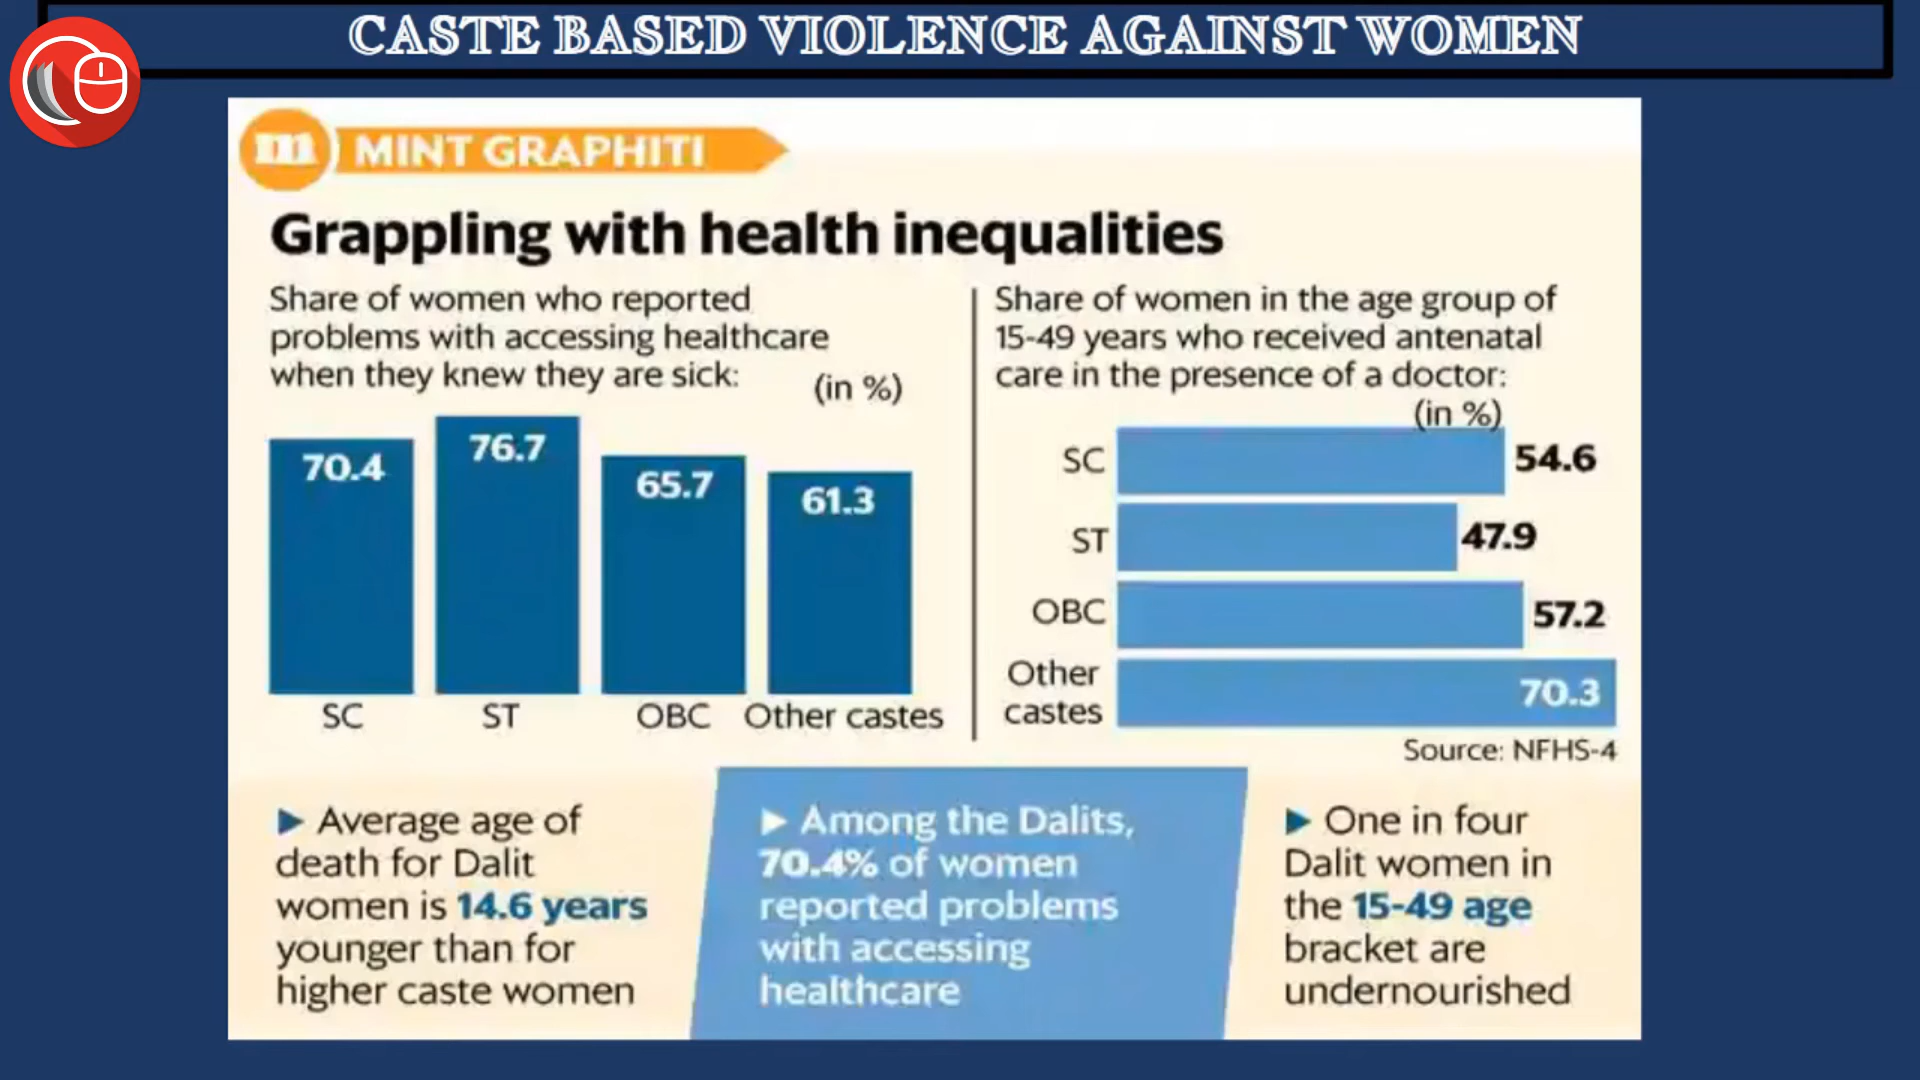 CASTE BASED VIOLENCE AGAINST WOMEN
m MINT GRAPHITI
Grappling with health inequalities
Share of women who reported
problems with accessing healthcare
when they knew they are sick:
(in %)
70.4
76.7
65.7
61.3
SC
ST
OBC
Other castes
Share of women in the age group of
15-49 years who received antenatal
care in the presence of a doctor:
(in %)
SC 54.6
ST 47.9
OBC 57.2
Other
castes
70.3
Source: NFHS-4
▶ Average age of
death for Dalit
women is 14.6 years
younger than for
higher caste women
▶ Among the Dalits,
70.4% of women
reported problems
with accessing
healthcare
▶ One in four
Dalit women in
the 15-49 age
bracket are
undernourished